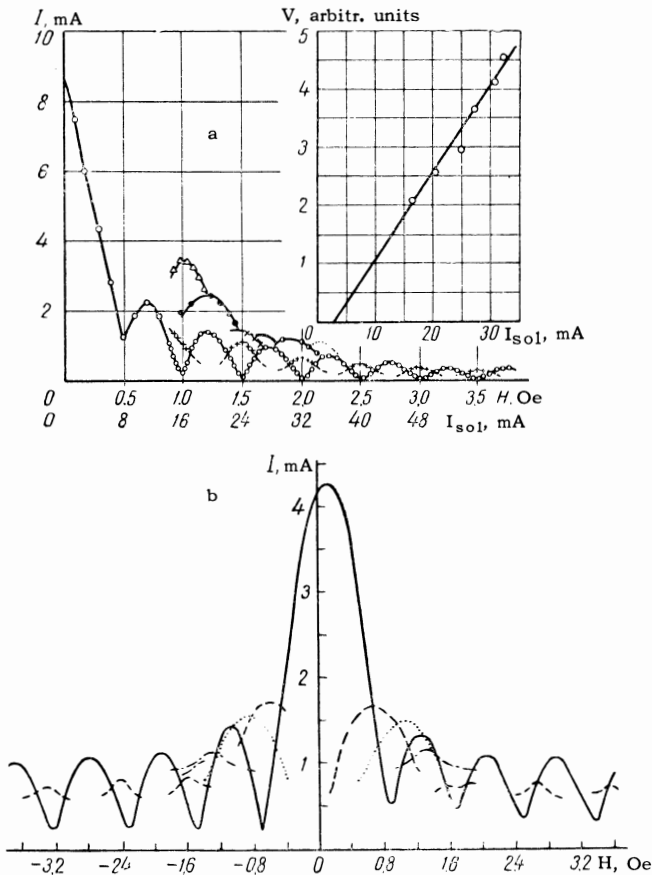 I, mA
V, arbitr. units
10
8
6
4
2
0
a
5
4
3
2
1
0 10 20 30 I sol, mA
0 0.5 1.0 1.5 2.0 2,5 3,0 3,5 H, Oe
0 8 16 24 32 40 48 I sol, mA
b
I, mA
4
3
2
1
-3,2 -2,4 -1,6 -0,8 0 0,8 1,6 2,4 3,2 H, Oe